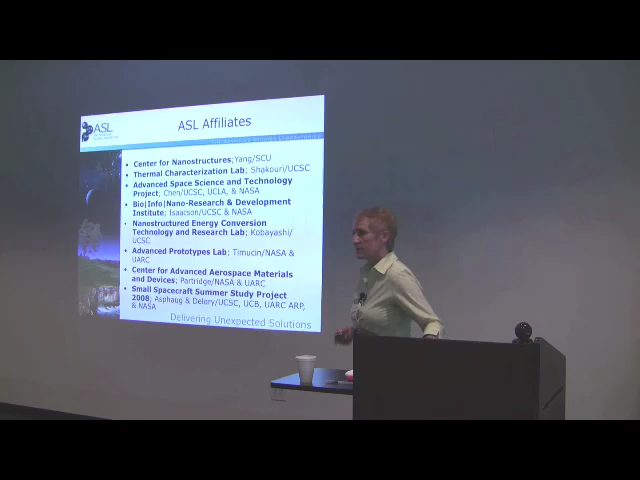 ASL
ASL Affiliates
• Center for Nanostructures; Yang/SCU
• Thermal Characterization Lab; Shakouri/UCSC
• Advanced Space Science and Technology
Project, Chen/UCSC, UCLA, & NASA
• Bio|Info|Nano-Research & Development
Institute; Isaacson/UCSC & NASA
• Nanostructured Energy Conversion
Technology and Research Lab; Kobayashi/
UCSC
• Advanced Prototypes Lab; Timucin/NASA &
UARC
• Center for Advanced Aerospace Materials
and Devices; Partridge/NASA & UARC
• Small Spacecraft Summer Study Project
2008; Asphaug & Delory/UCSC, UCB, UARC ARP,
& NASA
Delivering Unexpected Solutions